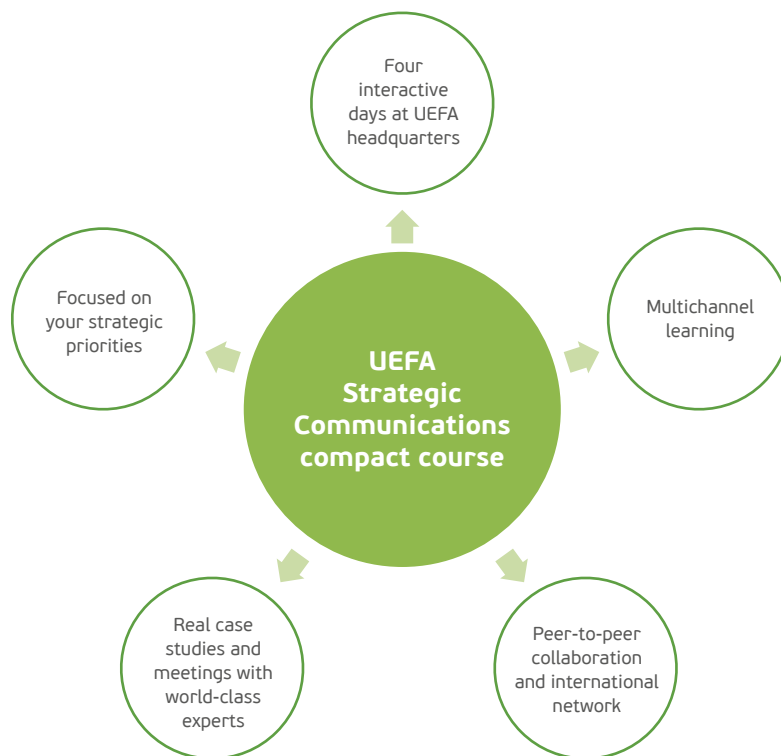 Four
interactive
days at UEFA
headquarters
Focused on
your strategic
priorities
Multichannel
learning
UEFA
Strategic
Communications
compact course
Real case
studies and
meetings with
world-class
experts
Peer-to-peer
collaboration
and international
network